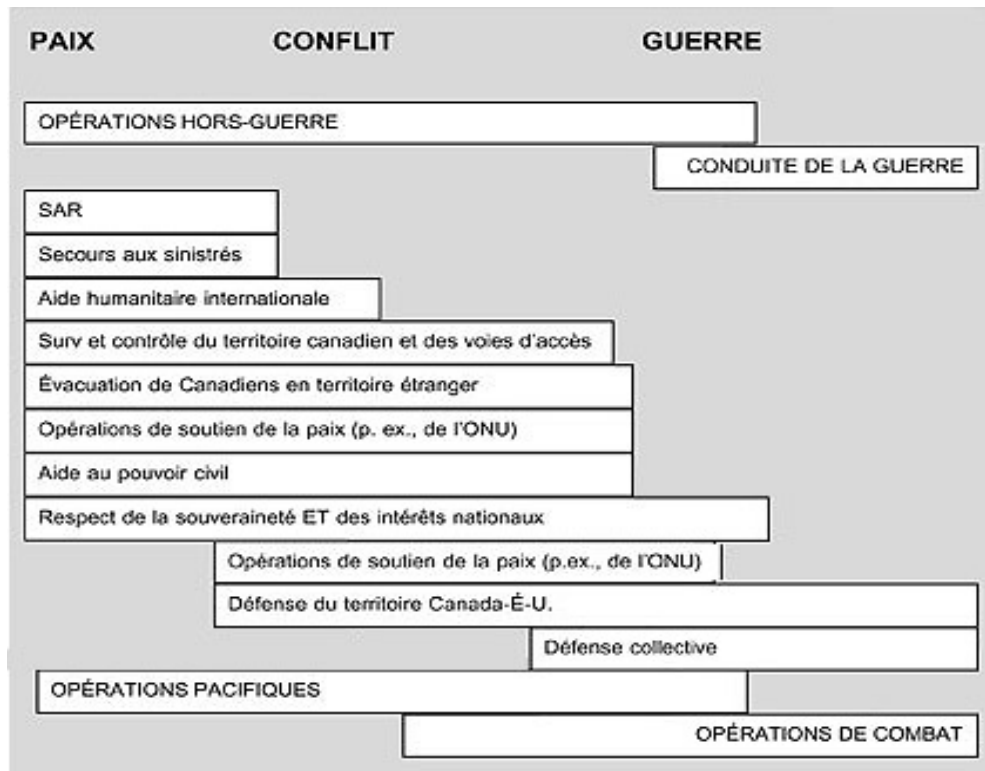 PAIX CONFLIT GUERRE
OPÉRATIONS HORS-GUERRE
CONDUITE DE LA GUERRE
SAR
Secours aux sinistrés
Aide humanitaire internationale
Surv et contrôle du territoire canadien et des voies d'accès
Évacuation de Canadiens en territoire étranger
Opérations de soutien de la paix (p. ex., de l'ONU)
Aide au pouvoir civil
Respect de la souveraineté ET des intérêts nationaux
Opérations de soutien de la paix (p.ex., de l'ONU)
Défense du territoire Canada-É-U.
Défense collective
OPÉRATIONS PACIFIQUES
OPÉRATIONS DE COMBAT